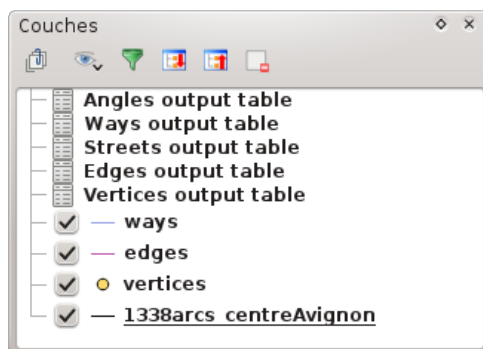 Couches
Angles output table
Ways output table
Streets output table
Edges output table
Vertices output table
ways
edges
vertices
1338arcs_centreAvignon